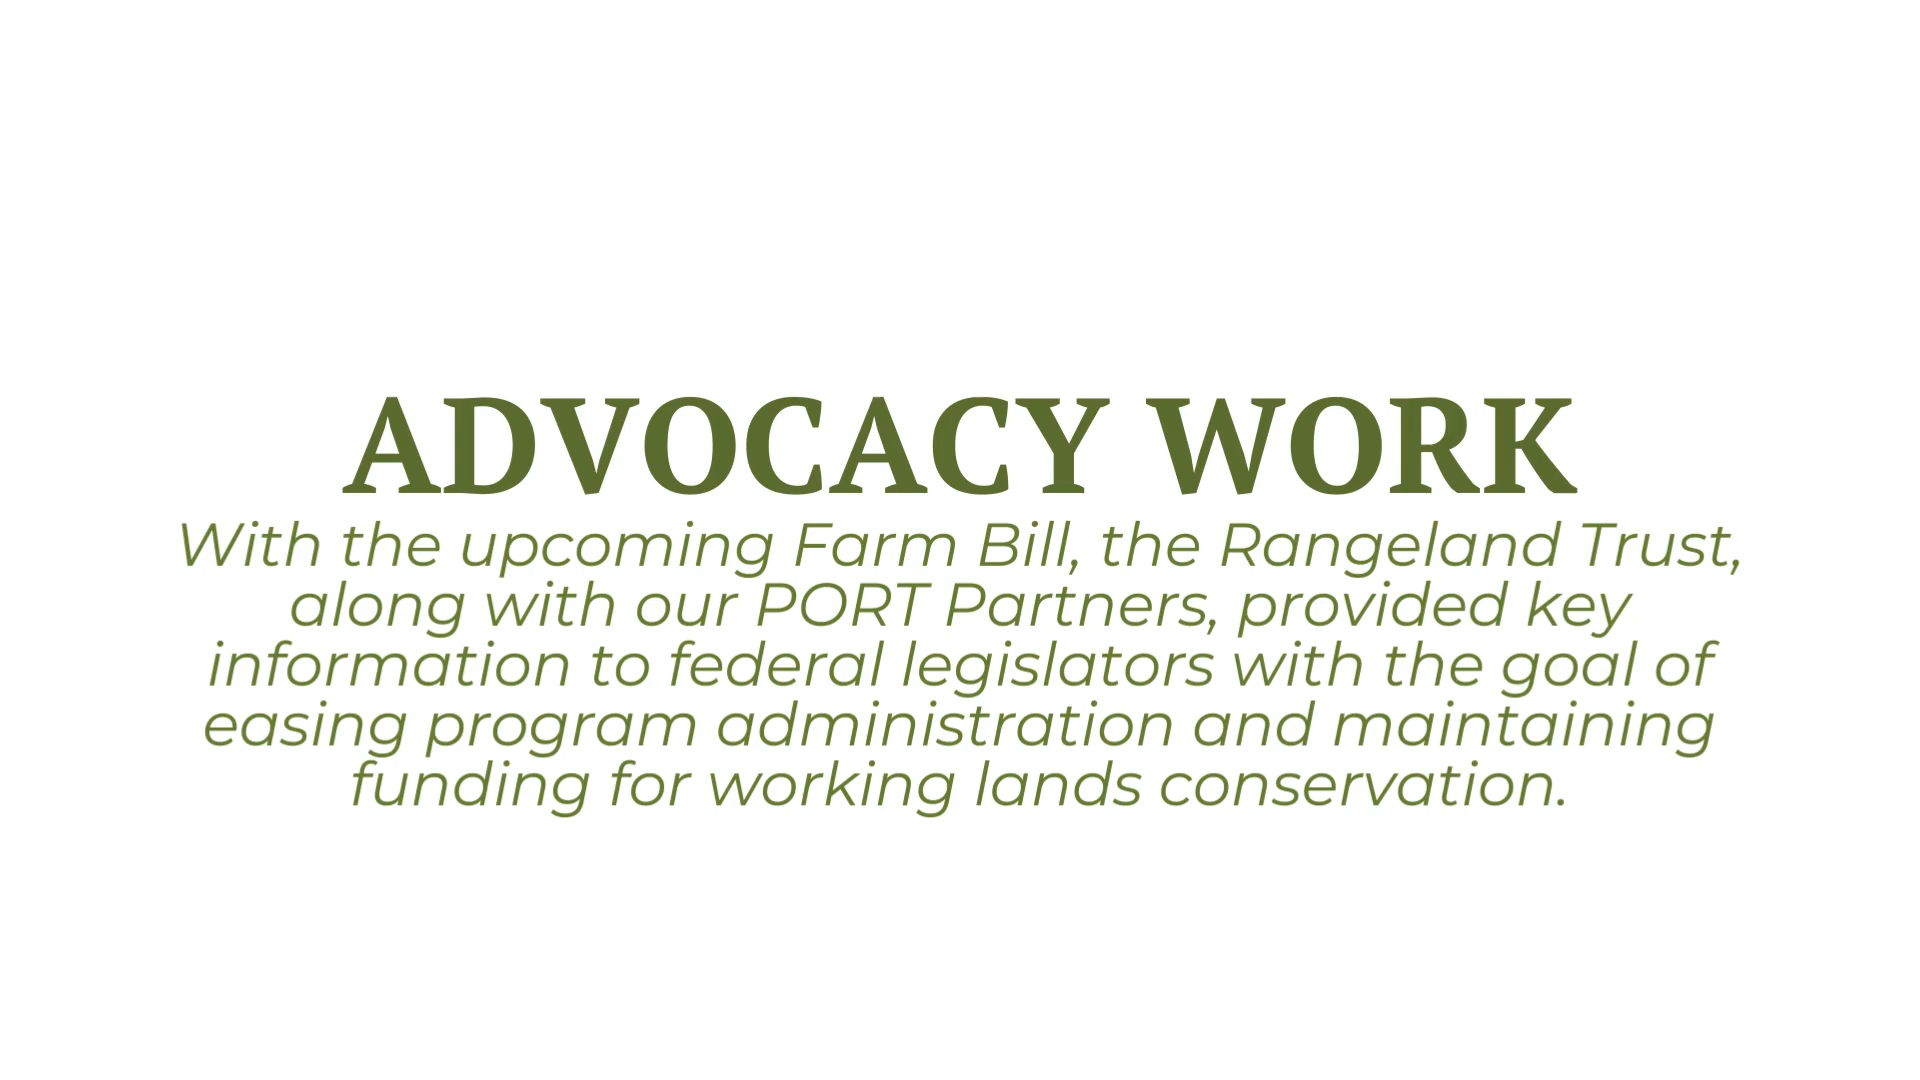 ADVOCACY WORK
With the upcoming Farm Bill, the Rangeland Trust,
along with our PORT Partners, provided key
information to federal legislators with the goal of
easing program administration and maintaining
funding for working lands conservation.